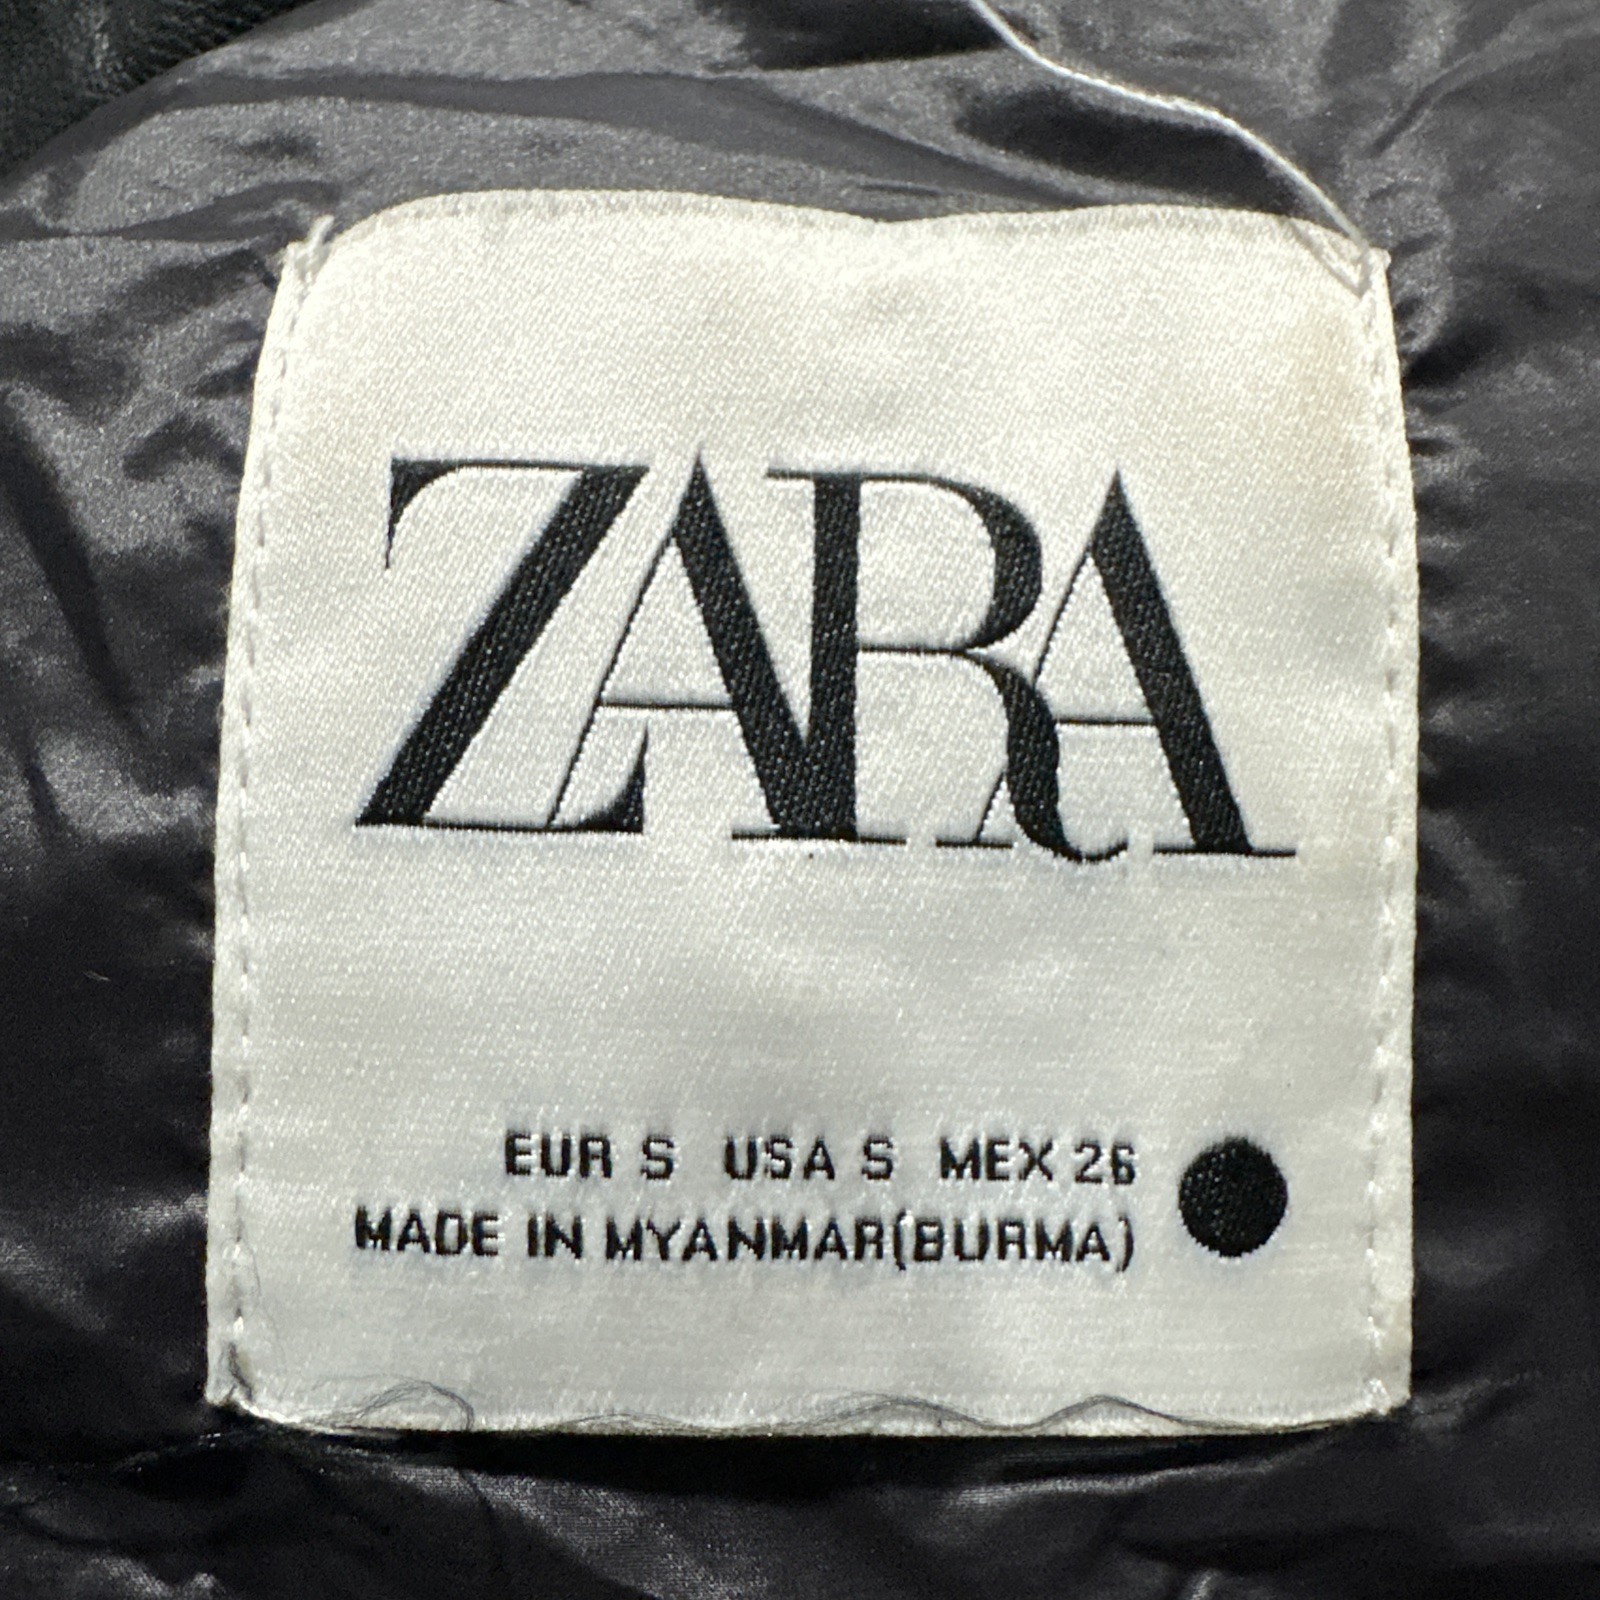 ZARA
EUR S USA S MEX 26
MADE IN MYANMAR(BURMA)